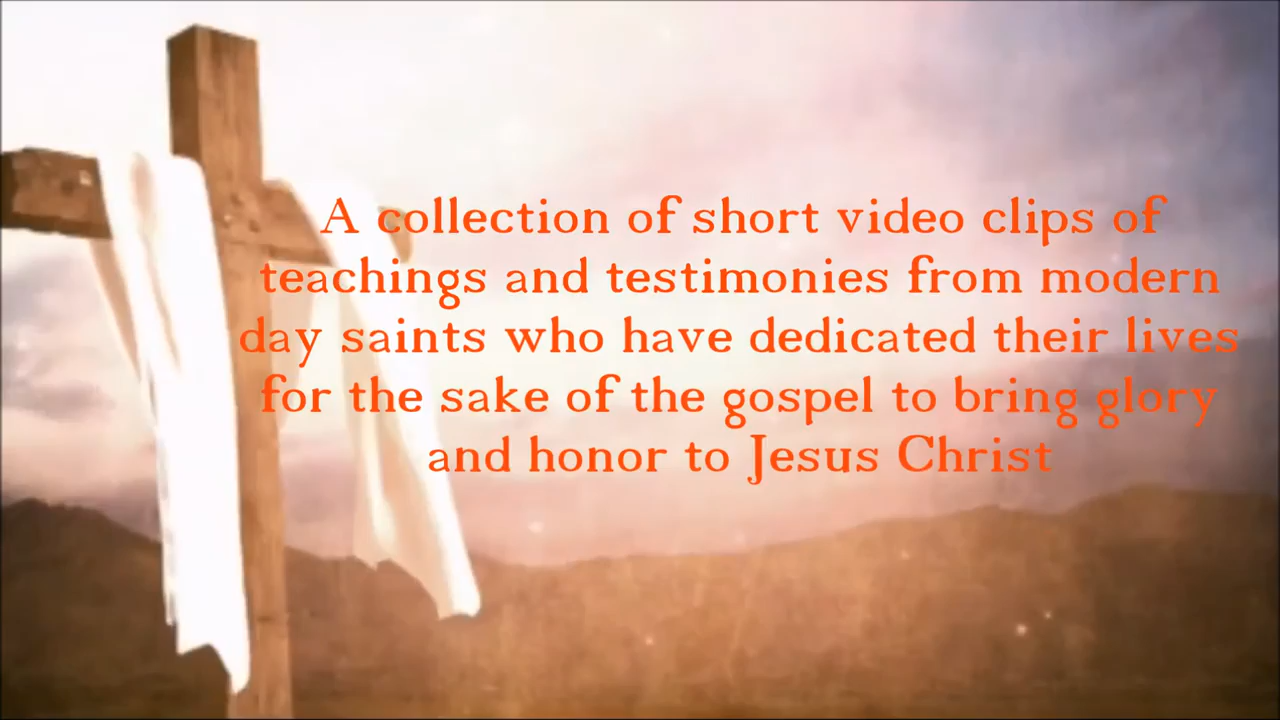 A collection of short video clips of
teachings and testimonies from modern
day saints who have dedicated their lives
for the sake of the gospel to bring glory
and honor to Jesus Christ